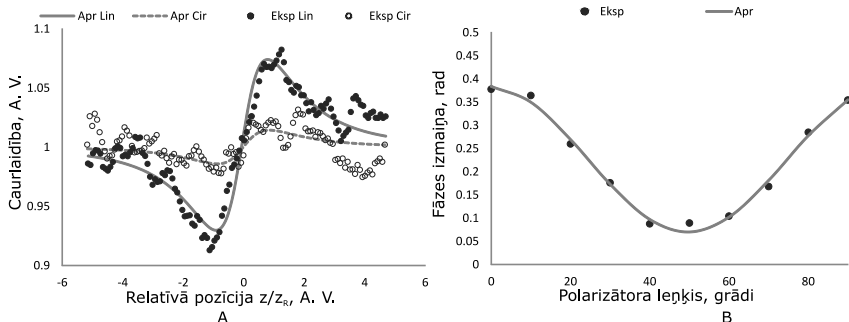 Apr Lin Apr Cir Eksp Lin Eksp Cir
1.1
1.05
1
0.95
0.9
Caurlaidība, A. V.
-6 -4 -2 0 2 4 6
Relatīvā pozīcija z/zR, A. V.
A
Eksp Apr
0.5
0.45
0.4
0.35
0.3
0.25
0.2
0.15
0.1
0.05
0
Fāzes izmaiņa, rad
0 20 40 60 80
Polarizātora leņķis, grādi
B